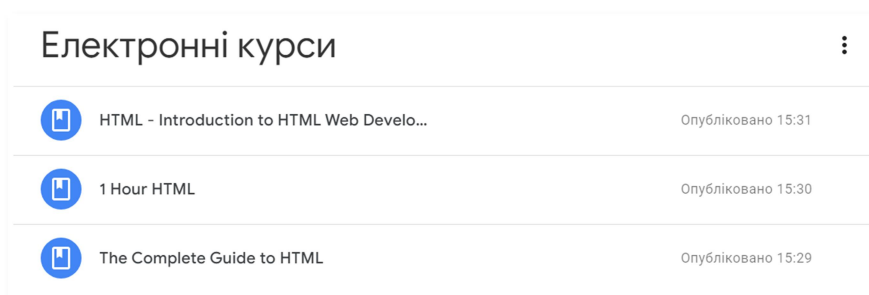 Електронні курси
HTML - Introduction to HTML Web Develo...
Опубліковано 15:31
1 Hour HTML
Опубліковано 15:30
The Complete Guide to HTML
Опубліковано 15:29